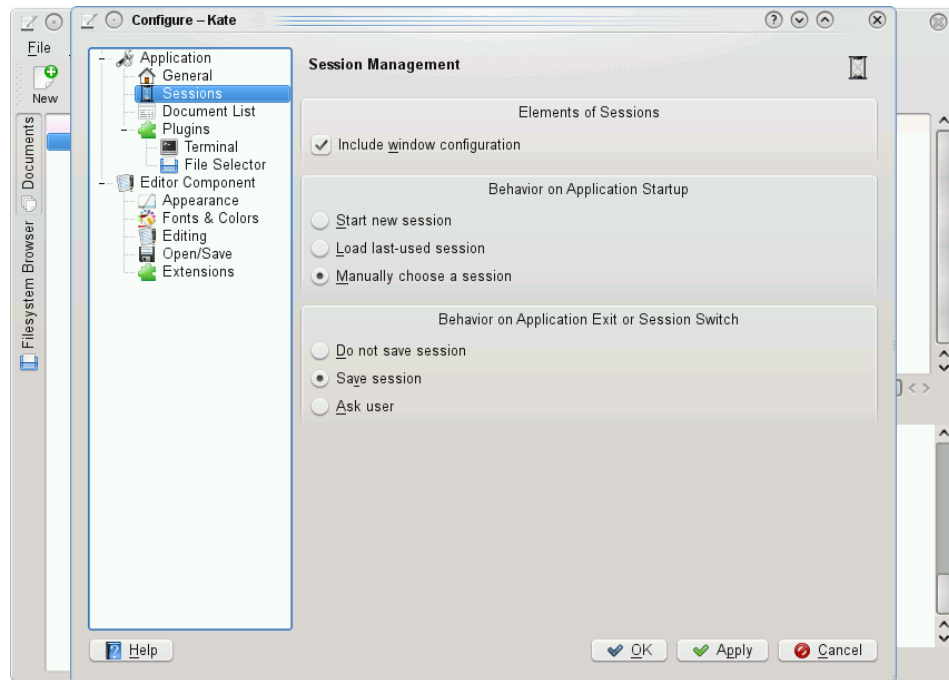 Configure – Kate
File
New
Documents
Filesystem Browser
Application
General
Sessions
Document List
Plugins
Terminal
File Selector
Editor Component
Appearance
Fonts & Colors
Editing
Open/Save
Extensions
Session Management
Elements of Sessions
Include window configuration
Behavior on Application Startup
Start new session
Load last-used session
Manually choose a session
Behavior on Application Exit or Session Switch
Do not save session
Save session
Ask user
Help
OK
Apply
Cancel